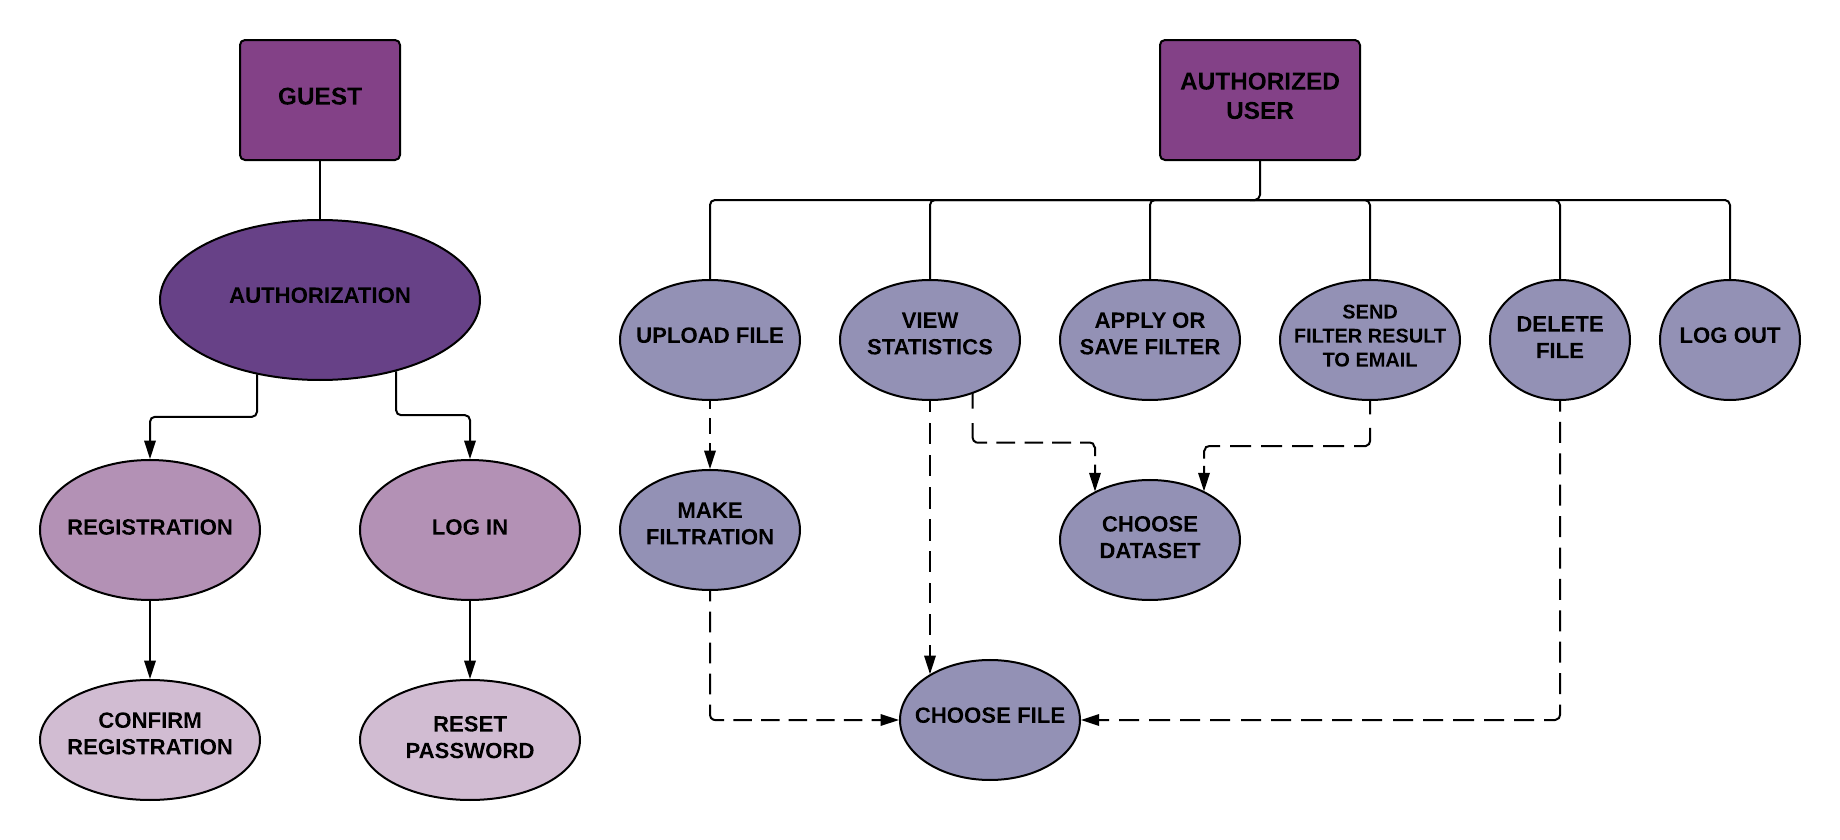 GUEST
AUTHORIZED
USER
AUTHORIZATION
UPLOAD FILE
VIEW
STATISTICS
APPLY OR
SAVE FILTER
SEND
FILTER RESULT
TO EMAIL
DELETE
FILE
LOG OUT
REGISTRATION
LOG IN
MAKE
FILTRATION
CHOOSE
DATASET
CONFIRM
REGISTRATION
RESET
PASSWORD
CHOOSE FILE